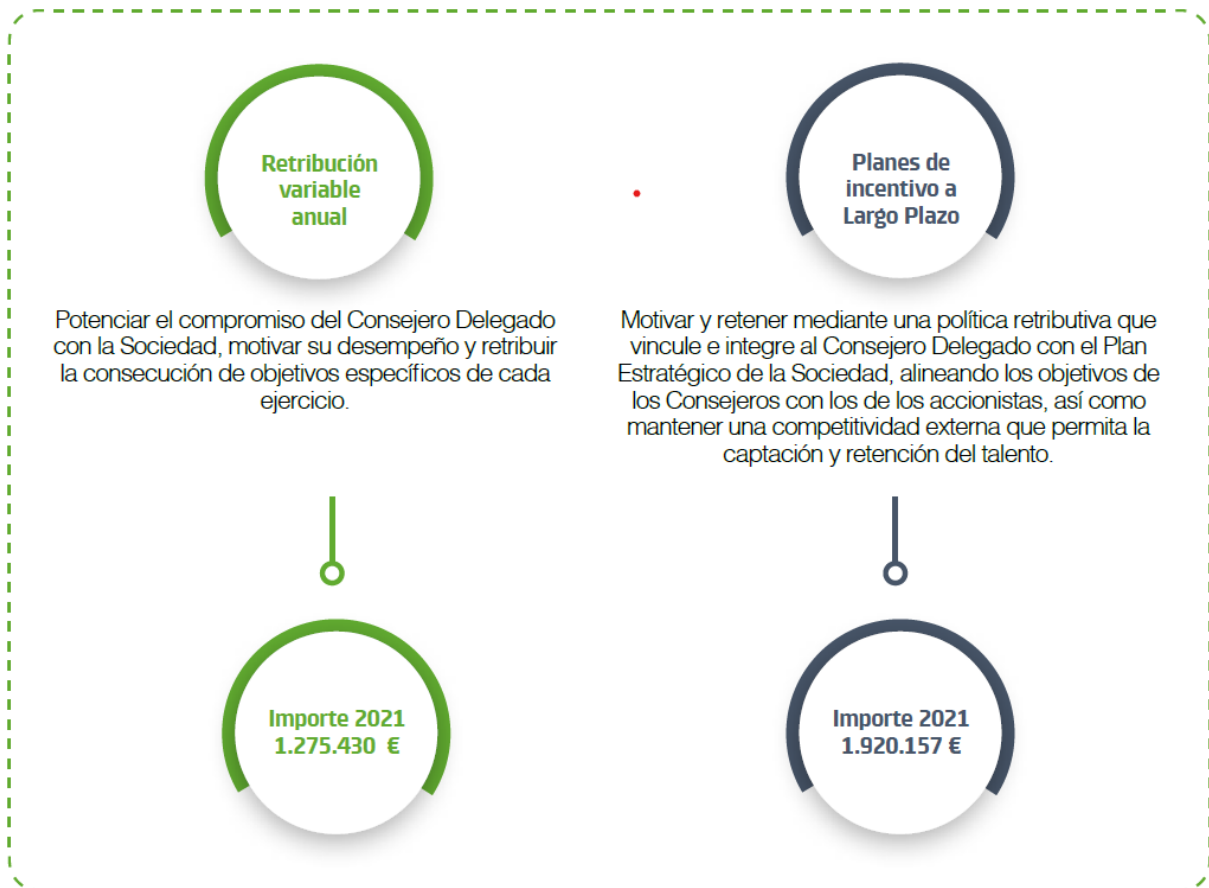 Retribución
variable
anual
Potenciar el compromiso del Consejero Delegado
con la Sociedad, motivar su desempeño y retribuir
la consecución de objetivos específicos de cada
ejercicio.
Importe 2021
1.275.430 €
Planes de
incentivo a
Largo Plazo
Motivar y retener mediante una política retributiva que
vincule e integre al Consejero Delegado con el Plan
Estratégico de la Sociedad, alineando los objetivos de
los Consejeros con los de los accionistas, así como
mantener una competitividad externa que permita la
captación y retención del talento.
Importe 2021
1.920.157 €